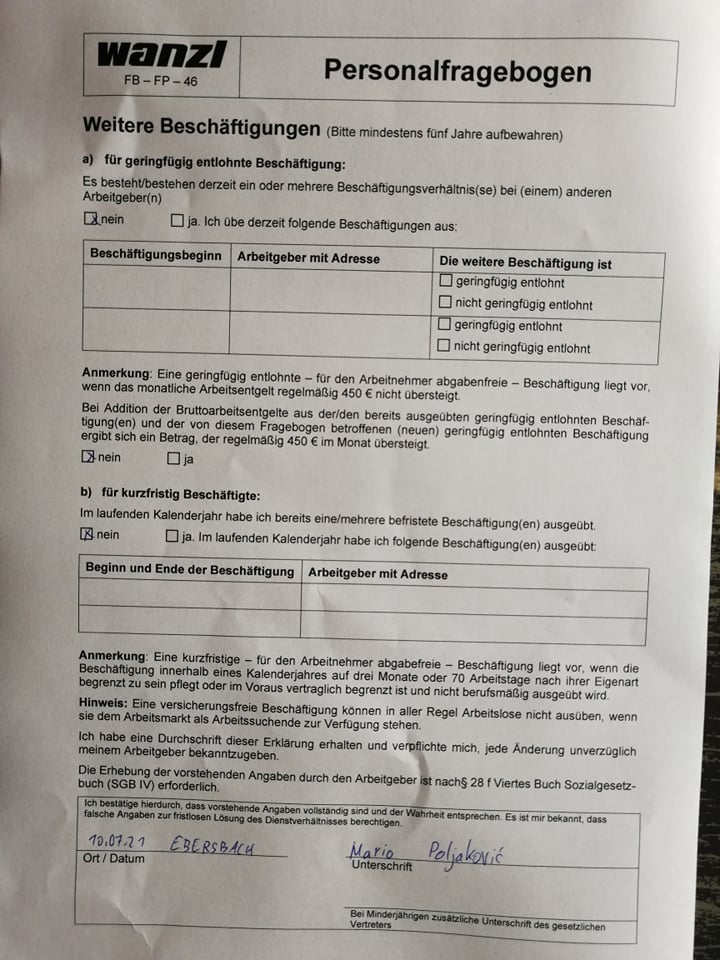 wanzl
FB – FP – 46
Personalfragebogen
Weitere Beschäftigungen (Bitte mindestens fünf Jahre aufbewahren)
a) für geringfügig entlohnte Beschäftigung:
Es besteht/bestehen derzeit ein oder mehrere Beschäftigungsverhältnis(se) bei (einem) anderen
Arbeitgeber(n)
☒ nein ☐ ja. Ich übe derzeit folgende Beschäftigungen aus:
Beschäftigungsbeginn Arbeitgeber mit Adresse Die weitere Beschäftigung ist
☐ geringfügig entlohnt
☐ nicht geringfügig entlohnt
☐ geringfügig entlohnt
☐ nicht geringfügig entlohnt
Anmerkung: Eine geringfügig entlohnte – für den Arbeitnehmer abgabenfreie – Beschäftigung liegt vor,
wenn das monatliche Arbeitsentgelt regelmäßig 450 € nicht übersteigt.
Bei Addition der Bruttoarbeitsentgelte aus der/den bereits ausgeübten geringfügig entlohnten Beschäf-
tigung(en) und der von diesem Fragebogen betroffenen (neuen) geringfügig entlohnten Beschäftigung
ergibt sich ein Betrag, der regelmäßig 450 € im Monat übersteigt.
☒ nein ☐ ja
b) für kurzfristig Beschäftigte:
Im laufenden Kalenderjahr habe ich bereits eine/mehrere befristete Beschäftigung(en) ausgeübt.
☒ nein ☐ ja. Im laufenden Kalenderjahr habe ich folgende Beschäftigung(en) ausgeübt:
Beginn und Ende der Beschäftigung Arbeitgeber mit Adresse
Anmerkung: Eine kurzfristige – für den Arbeitnehmer abgabefreie – Beschäftigung liegt vor, wenn die
Beschäftigung innerhalb eines Kalenderjahres auf drei Monate oder 70 Arbeitstage nach ihrer Eigenart
begrenzt zu sein pflegt oder im Voraus vertraglich begrenzt ist und nicht berufsmäßig ausgeübt wird.
Hinweis: Eine versicherungsfreie Beschäftigung können in aller Regel Arbeitslose nicht ausüben, wenn
sie dem Arbeitsmarkt als Arbeitssuchende zur Verfügung stehen.
Ich habe eine Durchschrift dieser Erklärung erhalten und verpflichte mich, jede Änderung unverzüglich
meinem Arbeitgeber bekanntzugeben.
Die Erhebung der vorstehenden Angaben durch den Arbeitgeber ist nach§ 28 f Viertes Buch Sozialgesetz-
buch (SGB IV) erforderlich.
Ich bestätige hierdurch, dass vorstehende Angaben vollständig sind und der Wahrheit entsprechen. Es ist mir bekannt, dass
falsche Angaben zur fristlosen Lösung des Dienstverhältnisses berechtigen.
10.07.21 EBERSBACH Mario Poljaković
Ort / Datum Unterschrift
Bei Minderjährigen zusätzliche Unterschrift des gesetzlichen
Vertreters